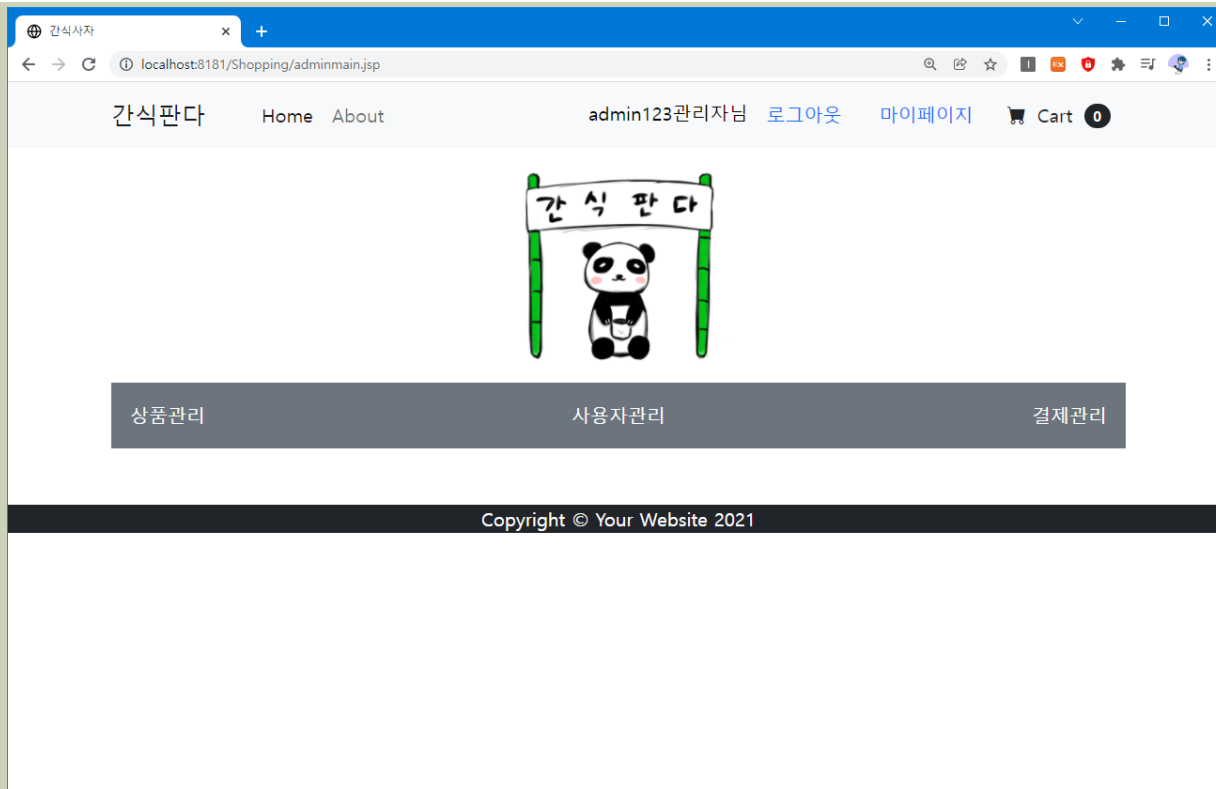 간식사자
localhost:8181/Shopping/adminmain.jsp
간식판다 Home About admin123관리자님 로그아웃 마이페이지 Cart 0
간식판다
상품관리 사용자관리 결제관리
Copyright © Your Website 2021